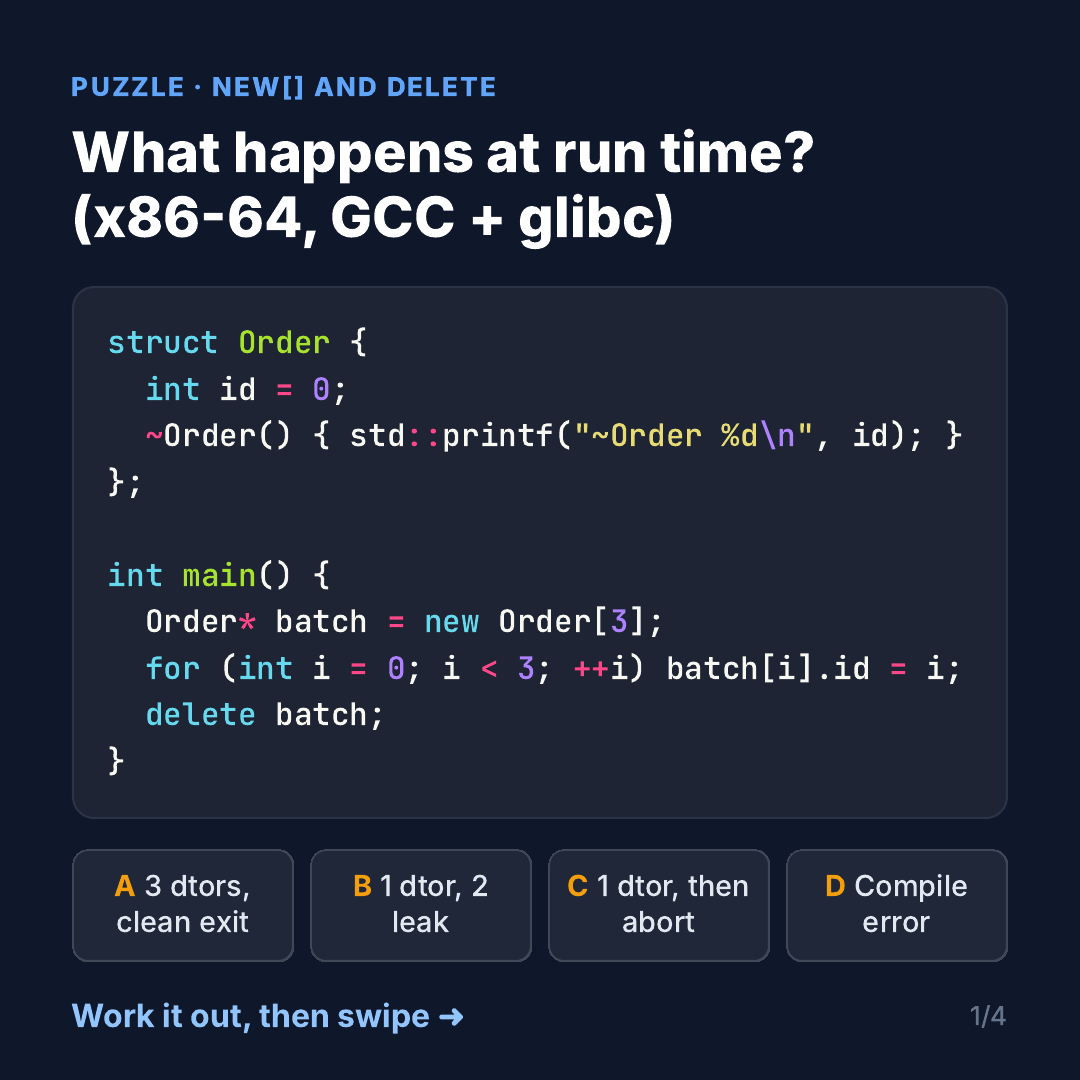 PUZZLE · NEW[] AND DELETE
What happens at run time?
(x86-64, GCC + glibc)
struct Order {
  int id = 0;
  ~Order() { std::printf("~Order %d\n", id); }
};

int main() {
  Order* batch = new Order[3];
  for (int i = 0; i < 3; ++i) batch[i].id = i;
  delete batch;
}
A 3 dtors,
clean exit
B 1 dtor, 2
leak
C 1 dtor, then
abort
D Compile
error
Work it out, then swipe ➜
1/4